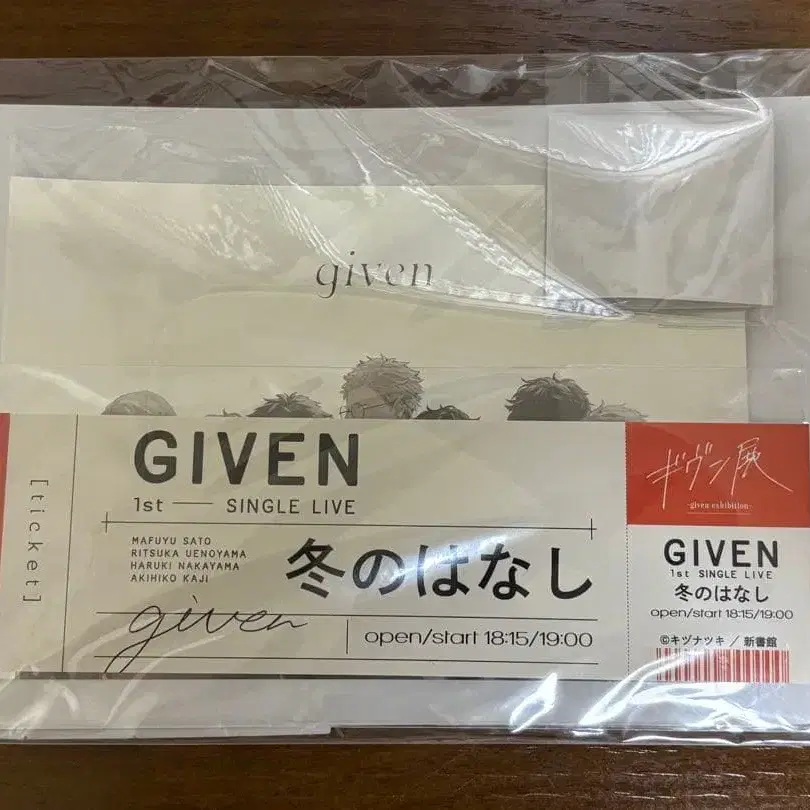 given
[ticket]
GIVEN
1st — SINGLE LIVE
MAFUYU SATO
RITSUKA UENOYAMA
HARUKI NAKAYAMA
AKIHIKO KAJI
冬のはなし
given
open/start 18:15/19:00
ギヴン展
-given exhibition-
GIVEN
1st SINGLE LIVE
冬のはなし
open/start 18:15/19:00
©キヅナツキ／新書館